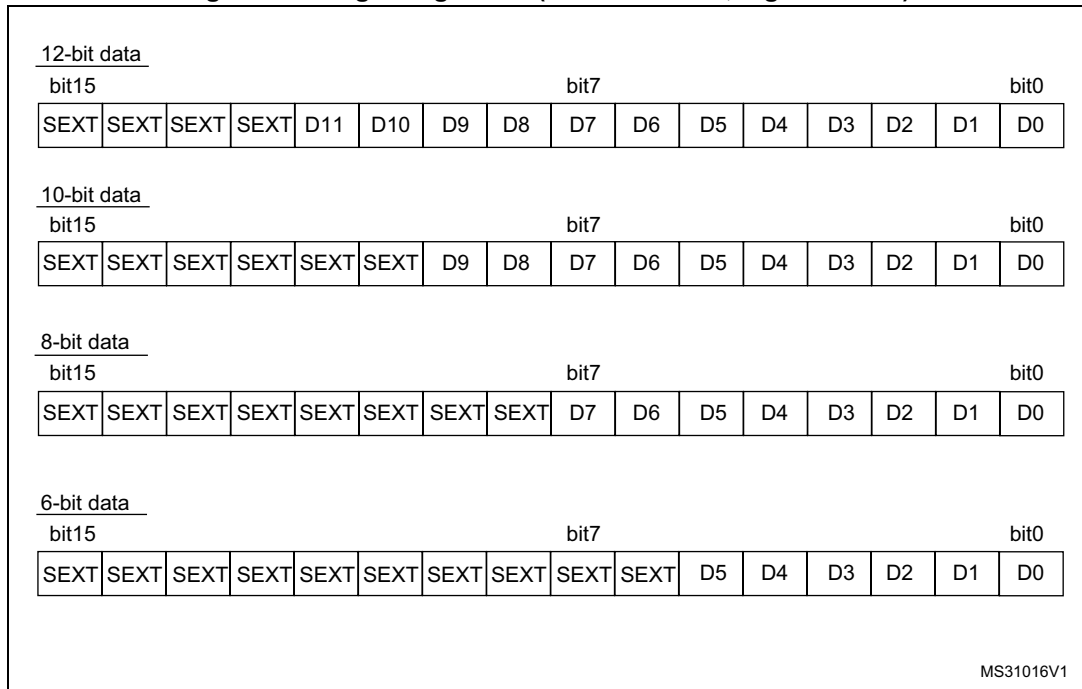 12-bit data
bit15 bit7 bit0
SEXT SEXT SEXT SEXT D11 D10 D9 D8 D7 D6 D5 D4 D3 D2 D1 D0
10-bit data
bit15 bit7 bit0
SEXT SEXT SEXT SEXT SEXT SEXT D9 D8 D7 D6 D5 D4 D3 D2 D1 D0
8-bit data
bit15 bit7 bit0
SEXT SEXT SEXT SEXT SEXT SEXT SEXT SEXT D7 D6 D5 D4 D3 D2 D1 D0
6-bit data
bit15 bit7 bit0
SEXT SEXT SEXT SEXT SEXT SEXT SEXT SEXT SEXT SEXT D5 D4 D3 D2 D1 D0
MS31016V1